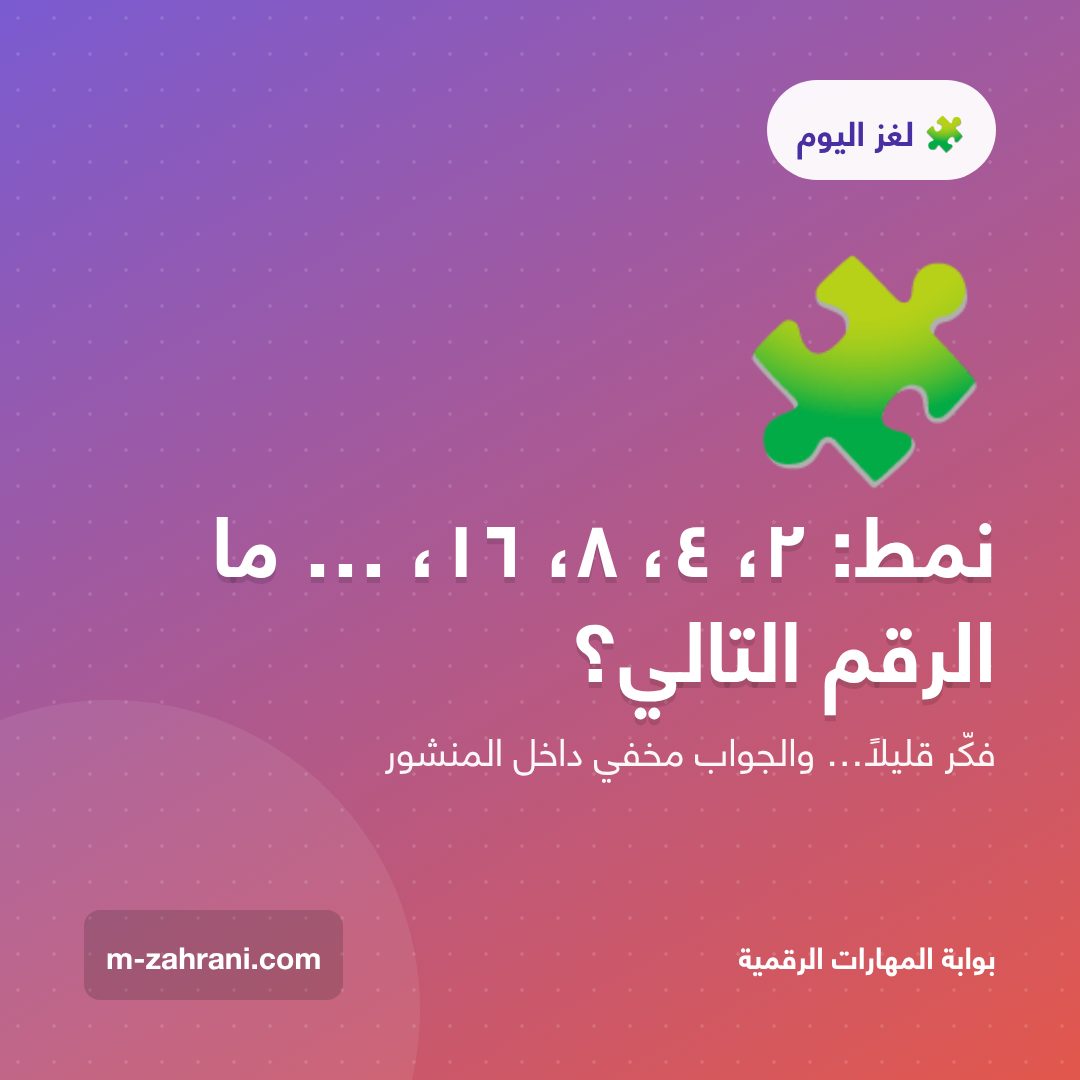 🧩 لغز اليوم
نمط: ٢، ٤، ٨، ١٦، ... ما
الرقم التالي؟
فكّر قليلاً... والجواب مخفي داخل المنشور
بوابة المهارات الرقمية
m-zahrani.com